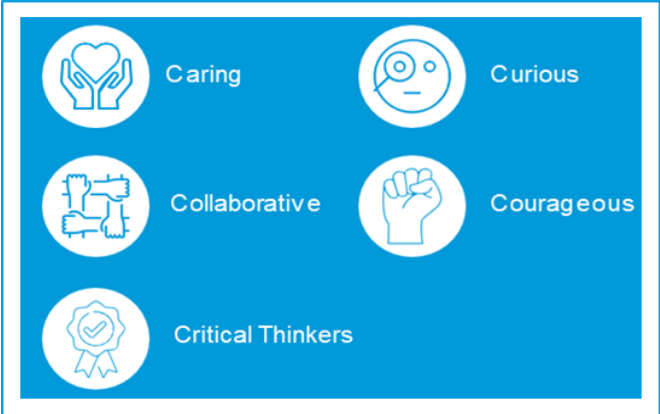 Caring
Curious
Collaborative
Courageous
Critical Thinkers